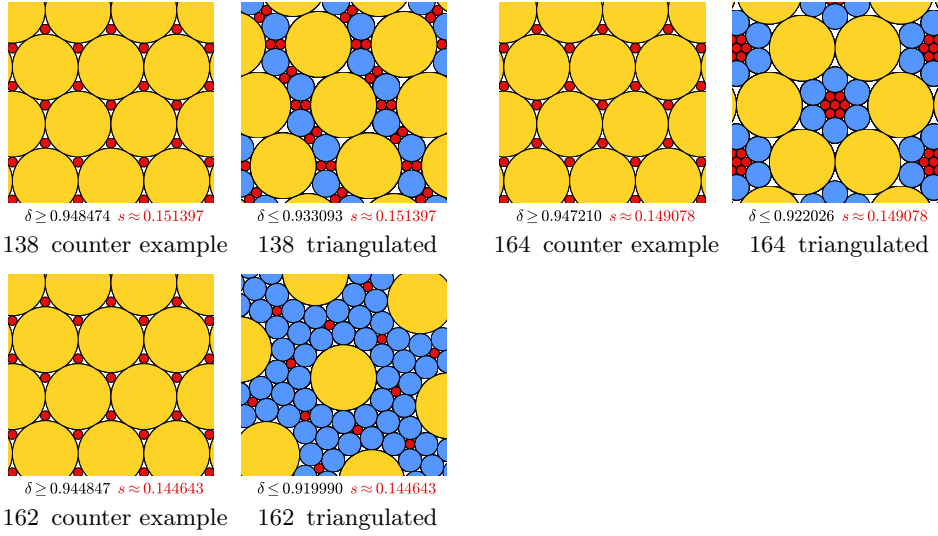 δ ≥ 0.948474 s ≈ 0.151397
138 counter example
δ ≤ 0.933093 s ≈ 0.151397
138 triangulated
δ ≥ 0.947210 s ≈ 0.149078
164 counter example
δ ≤ 0.922026 s ≈ 0.149078
164 triangulated
δ ≥ 0.944847 s ≈ 0.144643
162 counter example
δ ≤ 0.919990 s ≈ 0.144643
162 triangulated